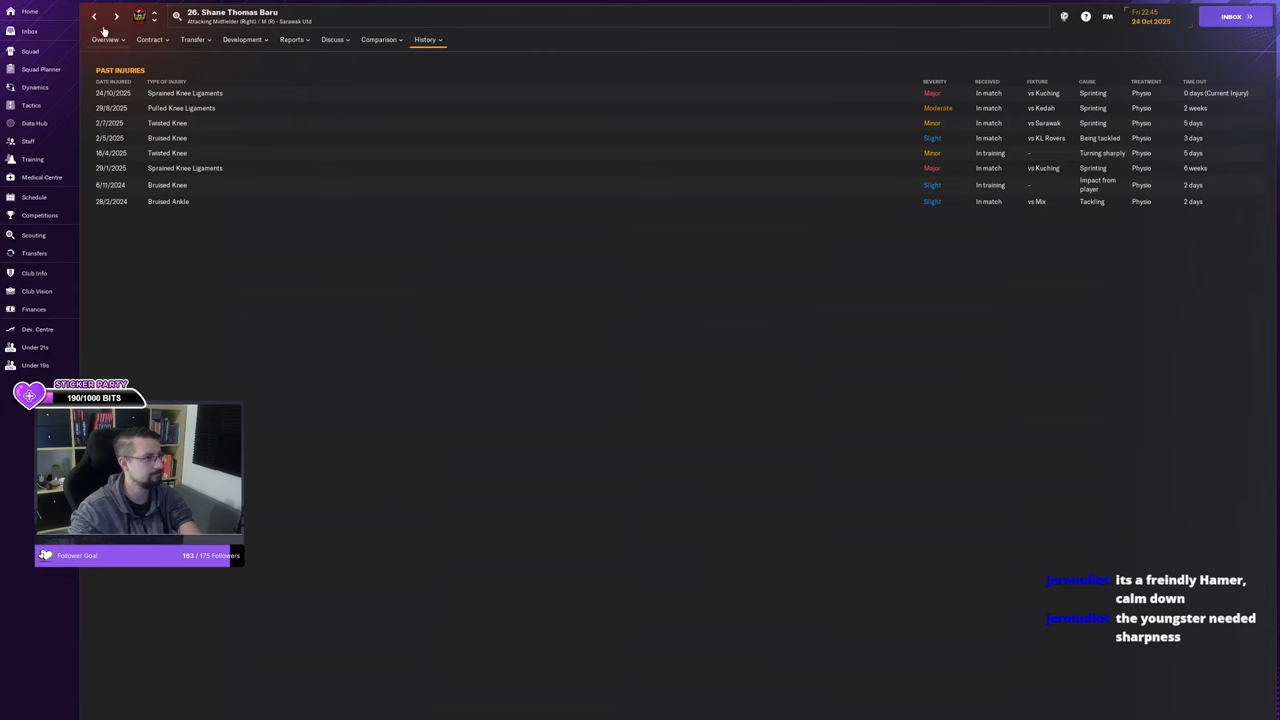 Home
Inbox
Squad
Squad Planner
Dynamics
Tactics
Data Hub
Staff
Training
Medical Centre
Schedule
Competitions
Scouting
Transfers
Club Info
Club Vision
Finances
Dev. Centre
Under 21s
Under 19s
26. Shane Thomas Baru
Attacking Midfielder (Right) / M (R) - Sarawak Utd
FM
Fri 22:45
24 Oct 2025
INBOX
Overview Contract Transfer Development Reports Discuss Comparison History
PAST INJURIES
DATE INJURED TYPE OF INJURY SEVERITY RECEIVED FIXTURE CAUSE TREATMENT TIME OUT
24/10/2025 Sprained Knee Ligaments Major In match vs Kuching Sprinting Physio 0 days (Current Injury)
29/8/2025 Pulled Knee Ligaments Moderate In match vs Kedah Sprinting Physio 2 weeks
2/7/2025 Twisted Knee Minor In match vs Sarawak Sprinting Physio 5 days
2/5/2025 Bruised Knee Slight In match vs KL Rovers Being tackled Physio 3 days
16/4/2025 Twisted Knee Minor In training - Turning sharply Physio 5 days
29/1/2025 Sprained Knee Ligaments Major In match vs Kuching Sprinting Physio 6 weeks
6/11/2024 Bruised Knee Slight In training - Impact from player Physio 2 days
28/2/2024 Bruised Ankle Slight In match vs Mix Tackling Physio 2 days
STICKER PARTY
190/1000 BITS
Follower Goal 163 / 175 Followers
its a freindly Hamer,
calm down
the youngster needed
sharpness